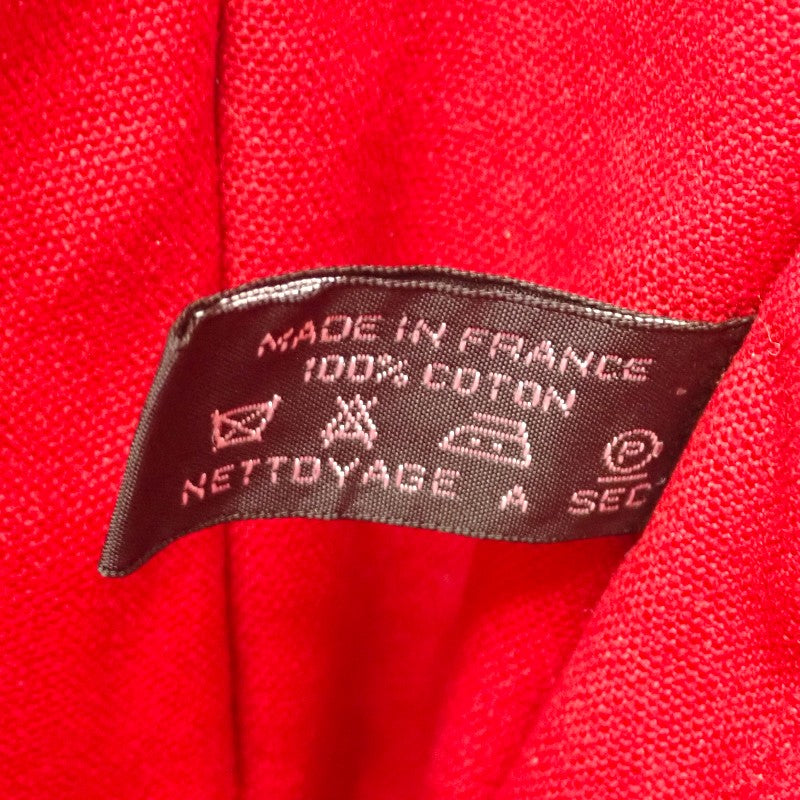 MADE IN FRANCE
100% COTON
P
NETTOYAGE A SEC